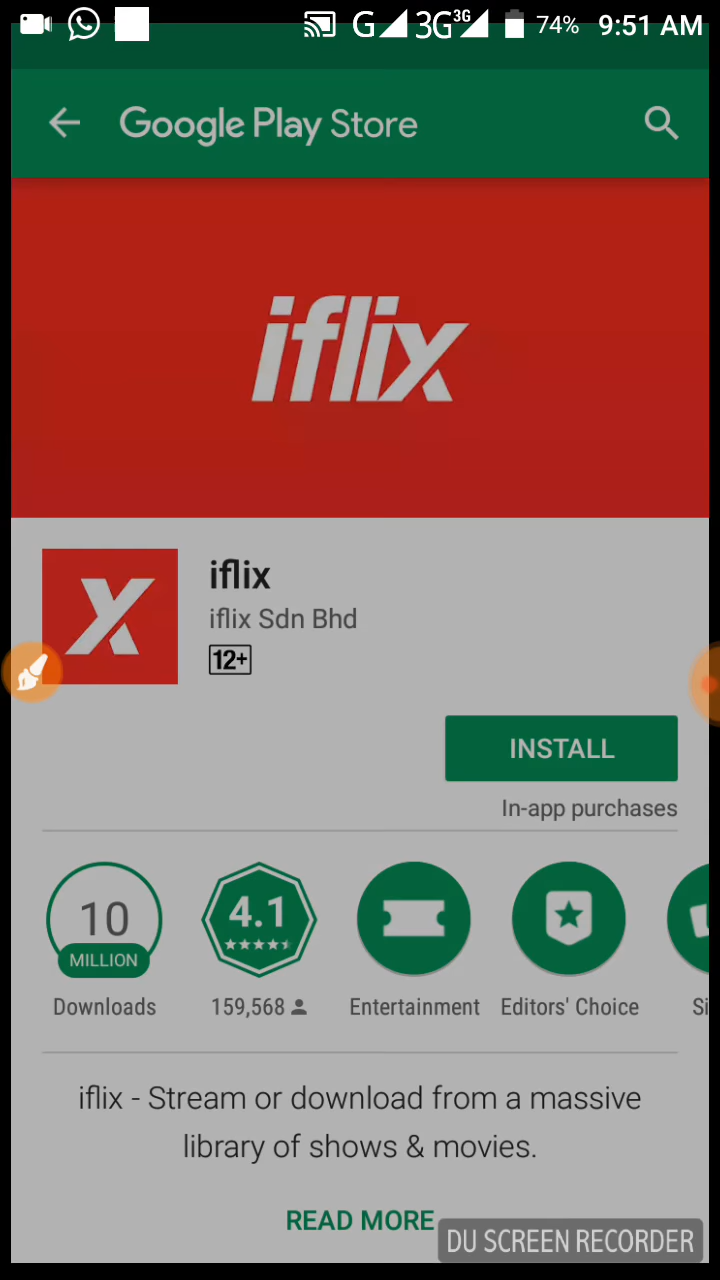 G 3G 3G 74% 9:51 AM
Google Play Store
iflix
X
iflix
iflix Sdn Bhd
12+
INSTALL
In-app purchases
10
MILLION
Downloads
4.1
159,568
Entertainment
Editors' Choice
Si
iflix - Stream or download from a massive
library of shows & movies.
READ MORE
DU SCREEN RECORDER